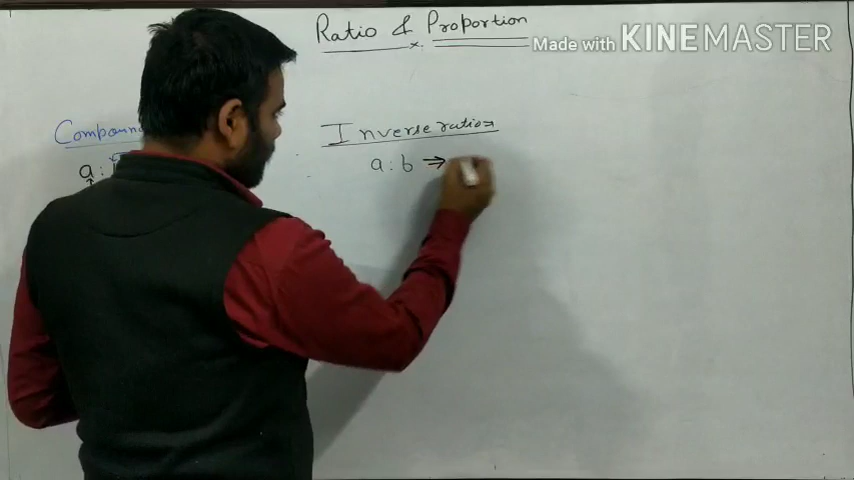 Ratio & Proportion
Made with KINEMASTER
Inverse ratio
a : b ⇒
a :